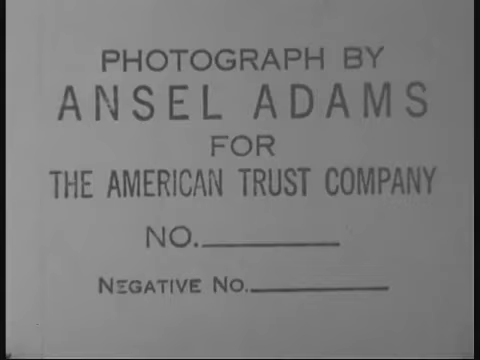 PHOTOGRAPH BY
ANSEL ADAMS
FOR
THE AMERICAN TRUST COMPANY
NO.
NEGATIVE NO.